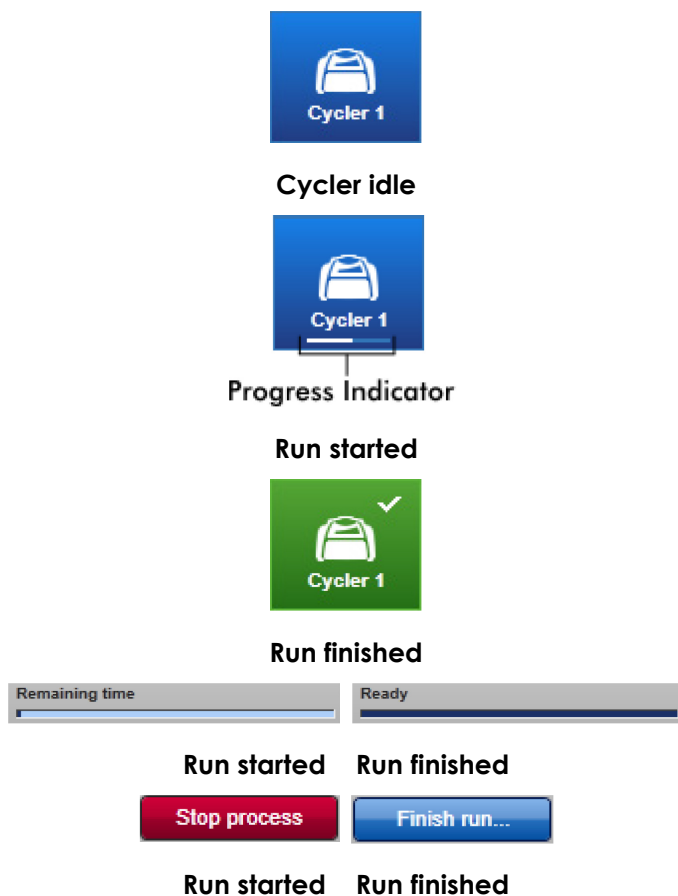 Cycler 1
Cycler idle
Cycler 1
Progress Indicator
Run started
Cycler 1
Run finished
Remaining time Ready
Run started Run finished
Stop process Finish run...
Run started Run finished